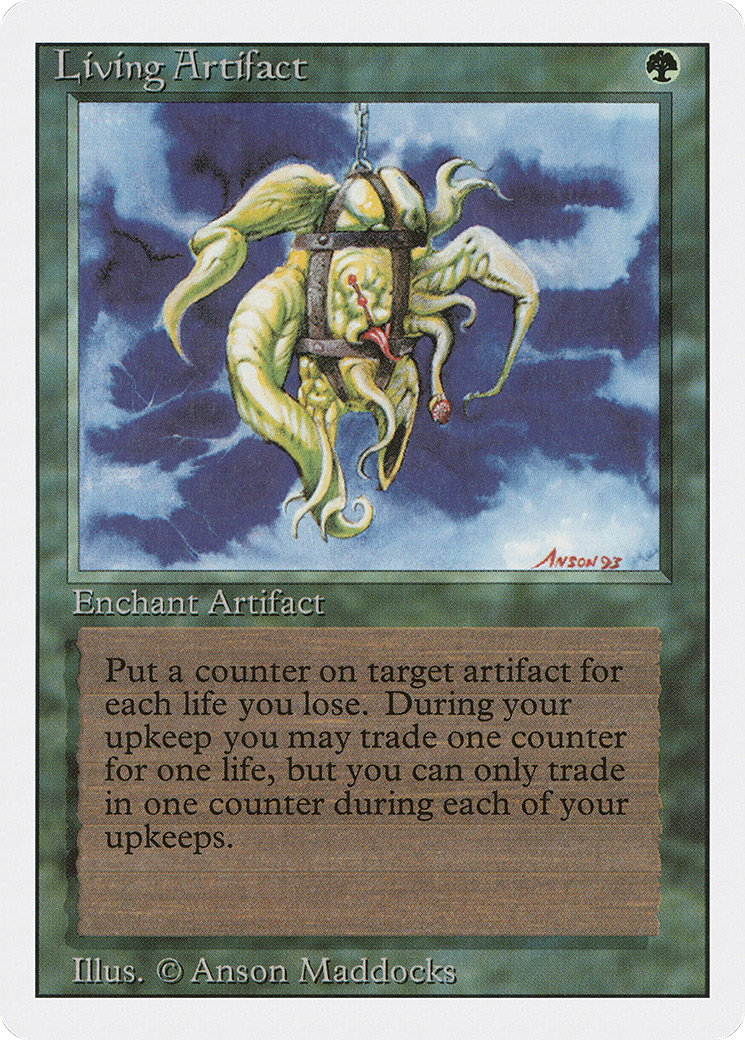 Living Artifact
ANSON 93
Enchant Artifact
Put a counter on target artifact for
each life you lose. During your
upkeep you may trade one counter
for one life, but you can only trade
in one counter during each of your
upkeeps.
Illus. © Anson Maddocks